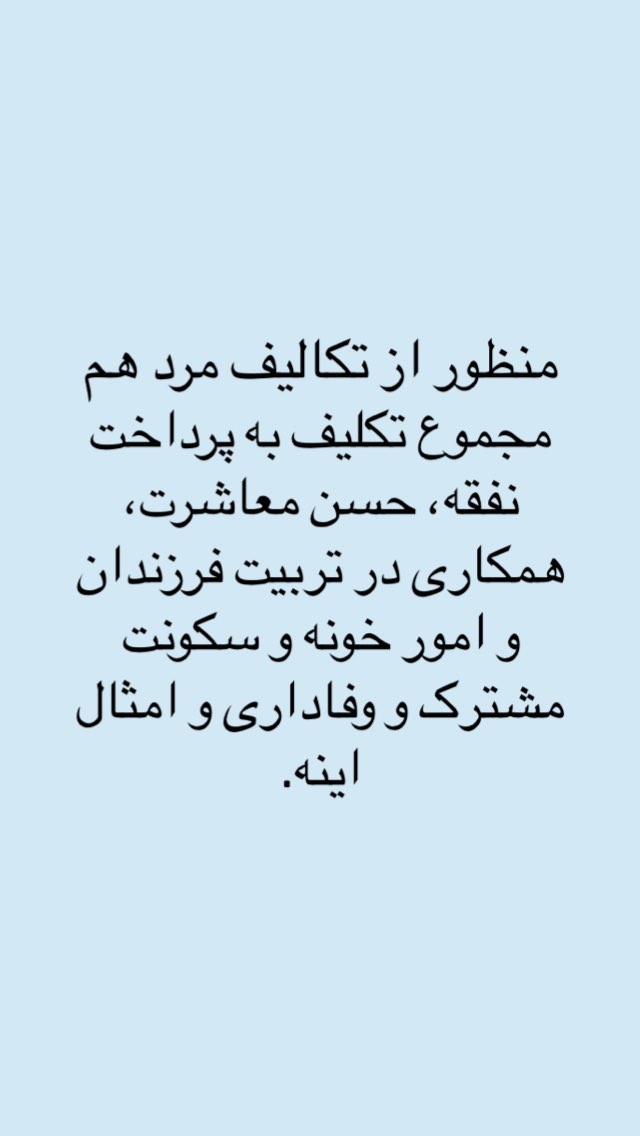 منظور از تکالیف مرد هم
مجموع تکلیف به پرداخت
نفقه، حسن معاشرت،
همکاری در تربیت فرزندان
و امور خونه و سکونت
مشترک و وفاداری و امثال
اینه.